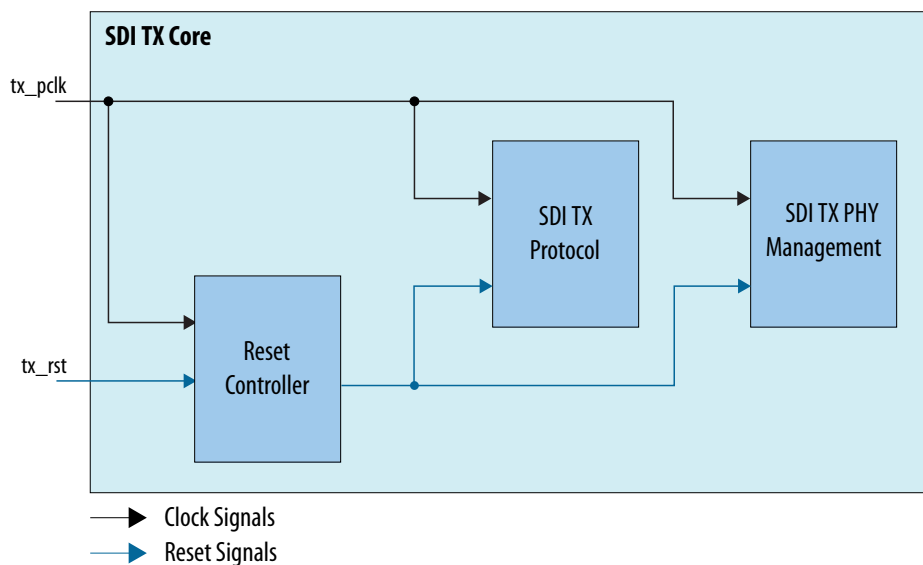 SDI TX Core
tx_pclk
SDI TX
Protocol
SDI TX PHY
Management
Reset
Controller
tx_rst
Clock Signals
Reset Signals